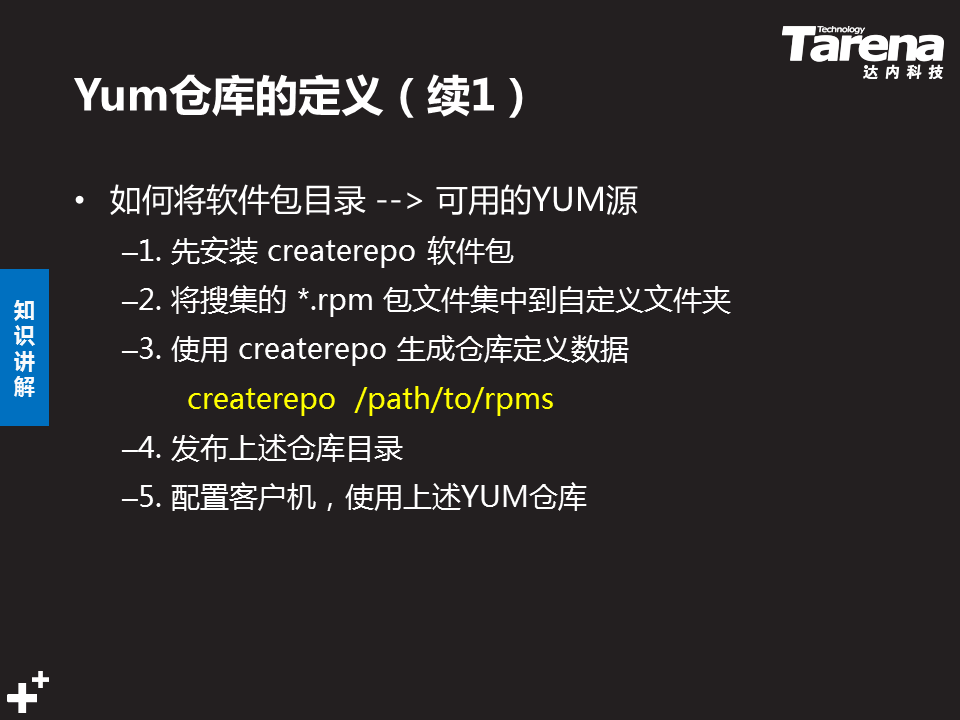 Technology
Tarena
达内科技
Yum仓库的定义（续1）
• 如何将软件包目录 --> 可用的YUM源
–1. 先安装 createrepo 软件包
–2. 将搜集的 *.rpm 包文件集中到自定义文件夹
–3. 使用 createrepo 生成仓库定义数据
createrepo /path/to/rpms
–4. 发布上述仓库目录
–5. 配置客户机，使用上述YUM仓库
知识讲解